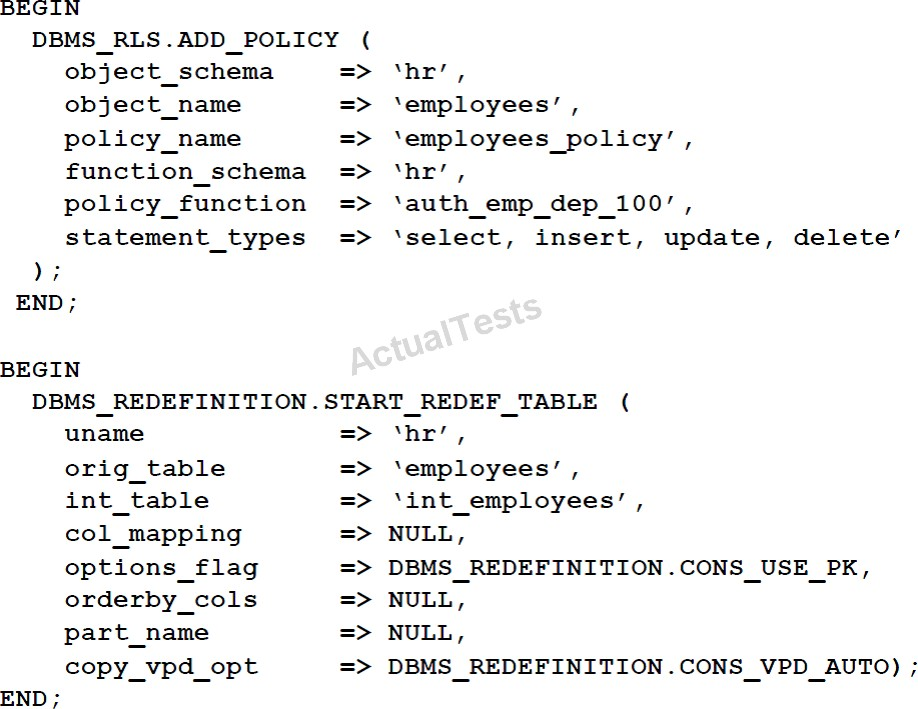 BEGIN
DBMS_RLS.ADD_POLICY (
object_schema => ‘hr’,
object_name => ‘employees’,
policy_name => ‘employees_policy’,
function_schema => ‘hr’,
policy_function => ‘auth_emp_dep_100’,
statement_types => ‘select, insert, update, delete’
);
END;
ActualTests
BEGIN
DBMS_REDEFINITION.START_REDEF_TABLE (
uname => ‘hr’,
orig_table => ‘employees’,
int_table => ‘int_employees’,
col_mapping => NULL,
options_flag => DBMS_REDEFINITION.CONS_USE_PK,
orderby_cols => NULL,
part_name => NULL,
copy_vpd_opt => DBMS_REDEFINITION.CONS_VPD_AUTO);
END;